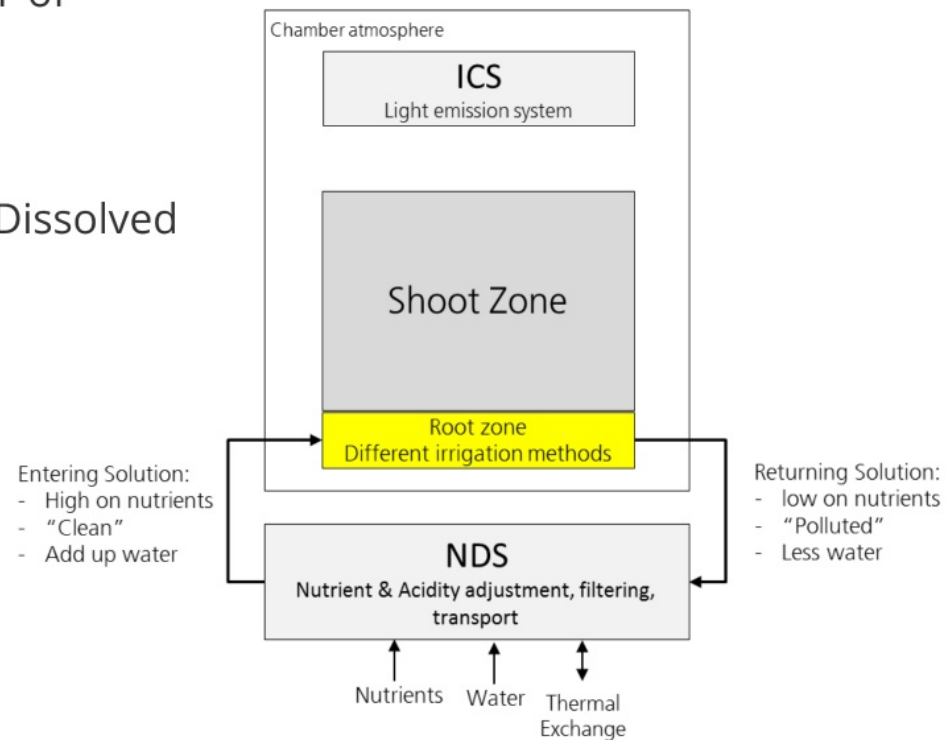 Chamber atmosphere
ICS
Light emission system
Dissolved
Shoot Zone
Root zone
Different irrigation methods
Entering Solution:
- High on nutrients
- “Clean”
- Add up water
Returning Solution:
- low on nutrients
- “Polluted”
- Less water
NDS
Nutrient & Acidity adjustment, filtering,
transport
Nutrients
Water
Thermal
Exchange